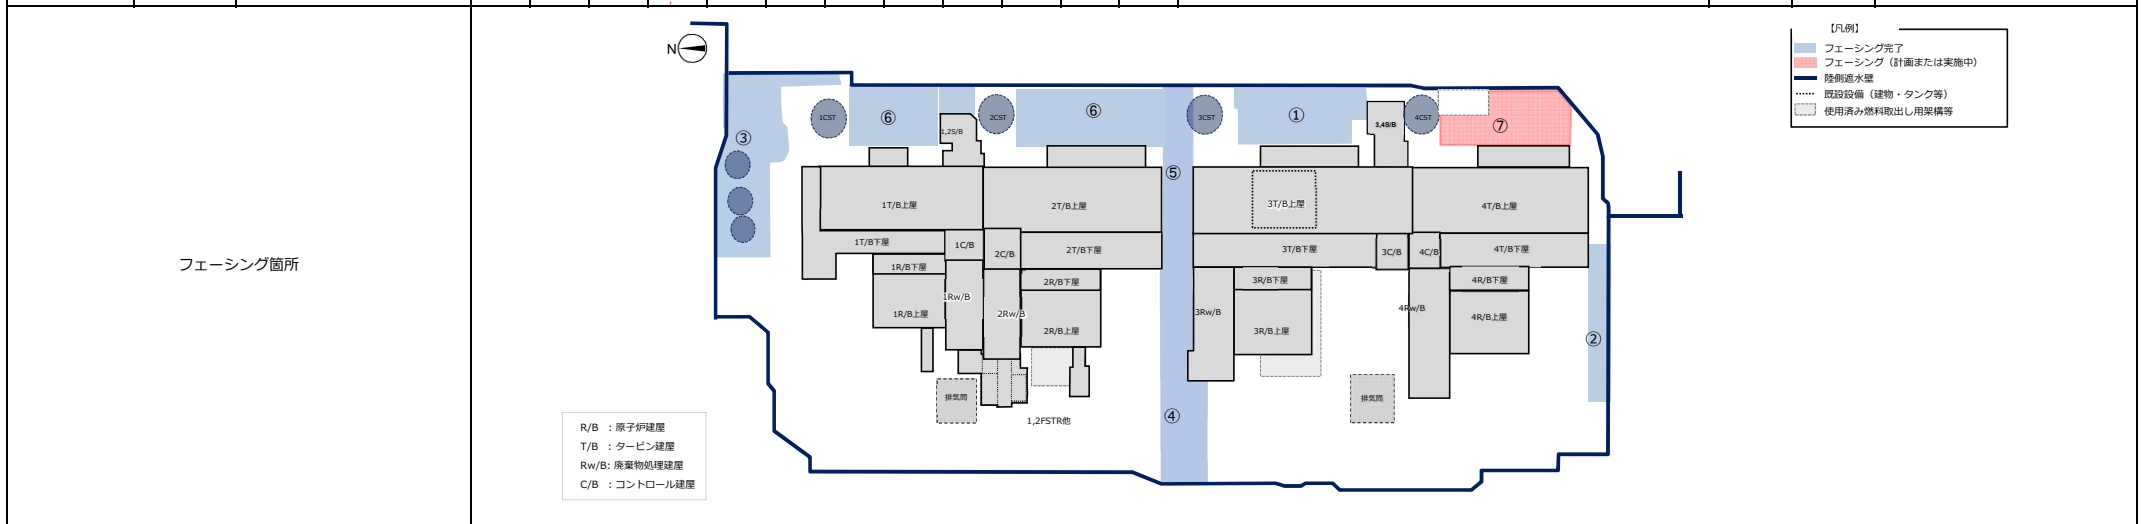 フェーシング箇所
N
【凡例】
フェーシング完了
フェーシング（計画または実施中）
陸側遮水壁
既設設備（建物・タンク等）
使用済み燃料取出し用架構等
③
1CST
⑥
1,2S/B
2CST
⑥
3CST
①
3,4S/B
4CST
⑦
⑤
1T/B上屋
2T/B上屋
3T/B上屋
4T/B上屋
1T/B下屋
1C/B
2C/B
2T/B下屋
3T/B下屋
3C/B
4C/B
4T/B下屋
1R/B下屋
2R/B下屋
3R/B下屋
4R/B下屋
1Rw/B
1R/B上屋
2Rw/B
2R/B上屋
3Rw/B
3R/B上屋
4Rw/B
4R/B上屋
②
排気筒
排気筒
④
1,2FSTR他
R/B ：原子炉建屋
T/B ：タービン建屋
Rw/B: 廃棄物処理建屋
C/B ：コントロール建屋